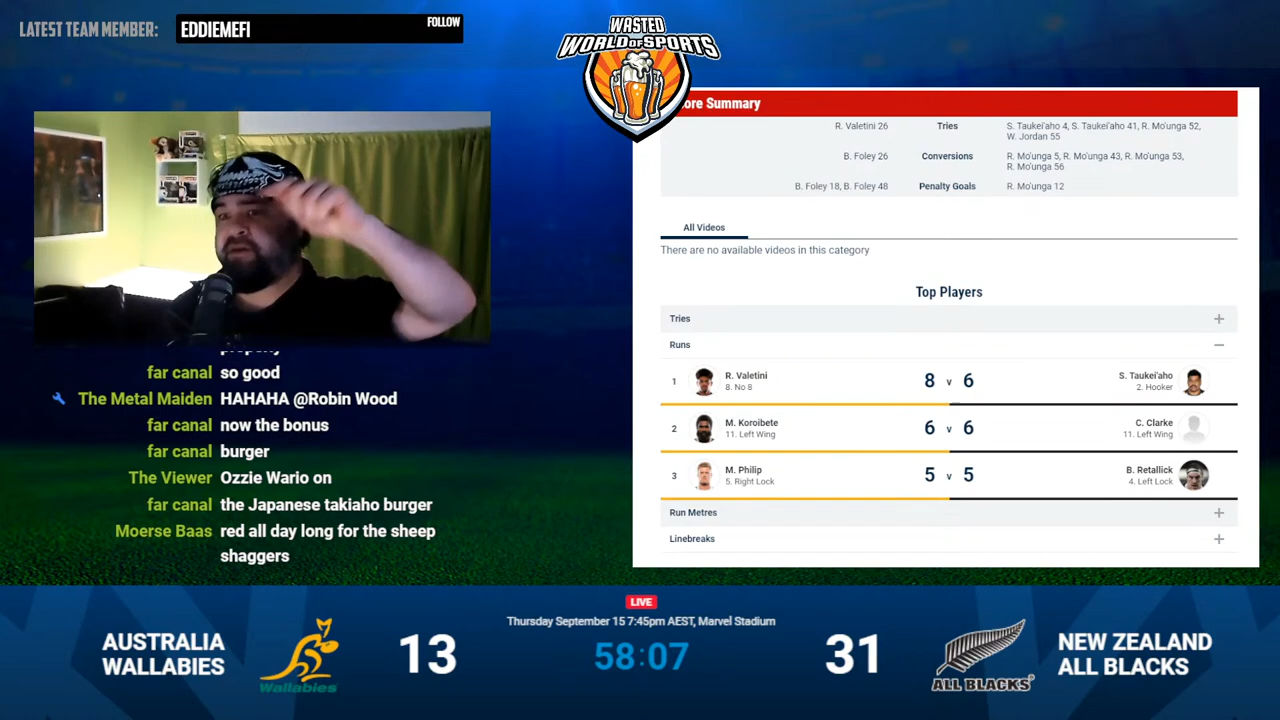 LATEST TEAM MEMBER:
EDDIEMEFI
FOLLOW
WASTED
WORLD OF SPORTS
ore Summary
R. Valetini 26 Tries S. Taukei'aho 4, S. Taukei'aho 41, R. Mo'unga 52,
W. Jordan 55
B. Foley 26 Conversions R. Mo'unga 5, R. Mo'unga 43, R. Mo'unga 53,
R. Mo'unga 56
B. Foley 18, B. Foley 48 Penalty Goals R. Mo'unga 12
All Videos
There are no available videos in this category
Top Players
Tries +
Runs −
1 R. Valetini 8 v 6 S. Taukei'aho
8. No 8 2. Hooker
2 M. Koroibete 6 v 6 C. Clarke
11. Left Wing 11. Left Wing
3 M. Philip 5 v 5 B. Retallick
5. Right Lock 4. Left Lock
Run Metres +
Linebreaks +
far canal so good
The Metal Maiden HAHAHA @Robin Wood
far canal now the bonus
far canal burger
The Viewer Ozzie Wario on
far canal the Japanese takiaho burger
Moerse Baas red all day long for the sheep
shaggers
LIVE
Thursday September 15 7:45pm AEST, Marvel Stadium
AUSTRALIA
WALLABIES
Wallabies
13
58:07
31
ALL BLACKS
NEW ZEALAND
ALL BLACKS